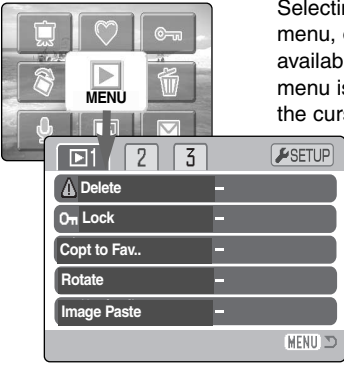 Selecting
menu,
availab
menu is
the curs
MENU
1 2 3 SETUP
Delete –
Lock –
Copt to Fav.. –
Rotate –
Image Paste –
MENU